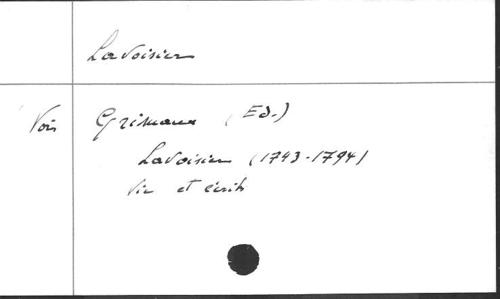 Lavoisier
Voir Grimaux (Ed.)
Lavoisier (1743-1794)
Vie et écrits